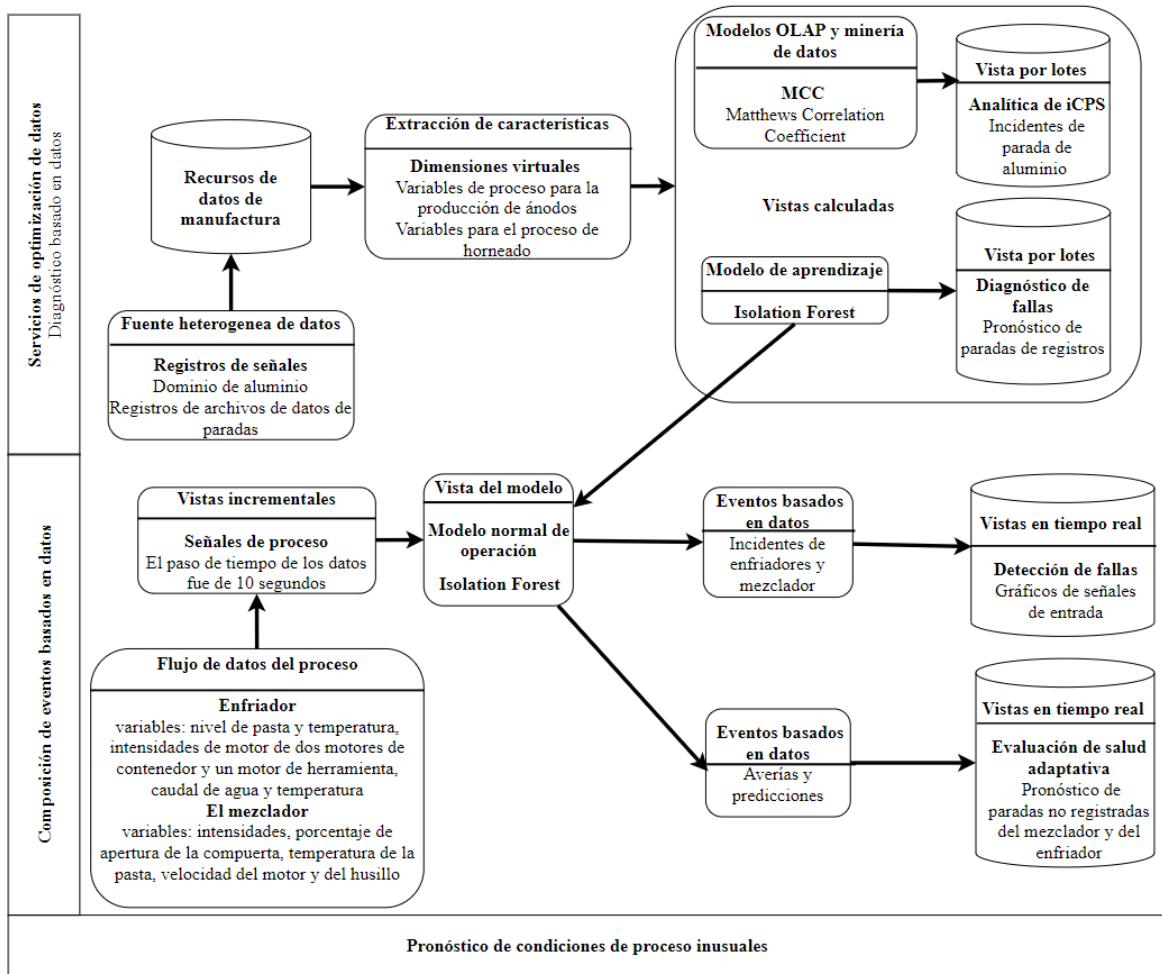 Servicios de optimización de datos
Diagnóstico basado en datos
Recursos de
datos de
manufactura
Fuente heterogenea de datos
Registros de señales
Dominio de aluminio
Registros de archivos de datos de
paradas
Extracción de características
Dimensiones virtuales
Variables de proceso para la
producción de ánodos
Variables para el proceso de
horneado
Modelos OLAP y minería
de datos
MCC
Matthews Correlation
Coefficient
Vista por lotes
Analítica de iCPS
Incidentes de
parada de
aluminio
Vistas calculadas
Modelo de aprendizaje
Isolation Forest
Vista por lotes
Diagnóstico de
fallas
Pronóstico de
paradas de registros
Composición de eventos basados en datos
Vistas incrementales
Señales de proceso
El paso de tiempo de los datos
fue de 10 segundos
Flujo de datos del proceso
Enfriador
variables: nivel de pasta y temperatura,
intensidades de motor de dos motores de
contenedor y un motor de herramienta,
caudal de agua y temperatura
El mezclador
variables: intensidades, porcentaje de
apertura de la compuerta, temperatura de la
pasta, velocidad del motor y del husillo
Vista del modelo
Modelo normal de
operación
Isolation Forest
Eventos basados
en datos
Incidentes de
enfriadores y
mezclador
Vistas en tiempo real
Detección de fallas
Gráficos de señales
de entrada
Eventos basados
en datos
Averías y
predicciones
Vistas en tiempo real
Evaluación de salud
adaptativa
Pronóstico de
paradas no registradas
del mezclador y del
enfriador
Pronóstico de condiciones de proceso inusuales